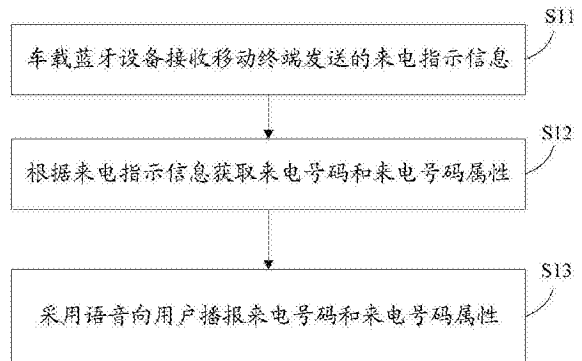 S11
车载蓝牙设备接收移动终端发送的来电指示信息
S12
根据来电指示信息获取来电号码和来电号码属性
S13
采用语音向用户播报来电号码和来电号码属性